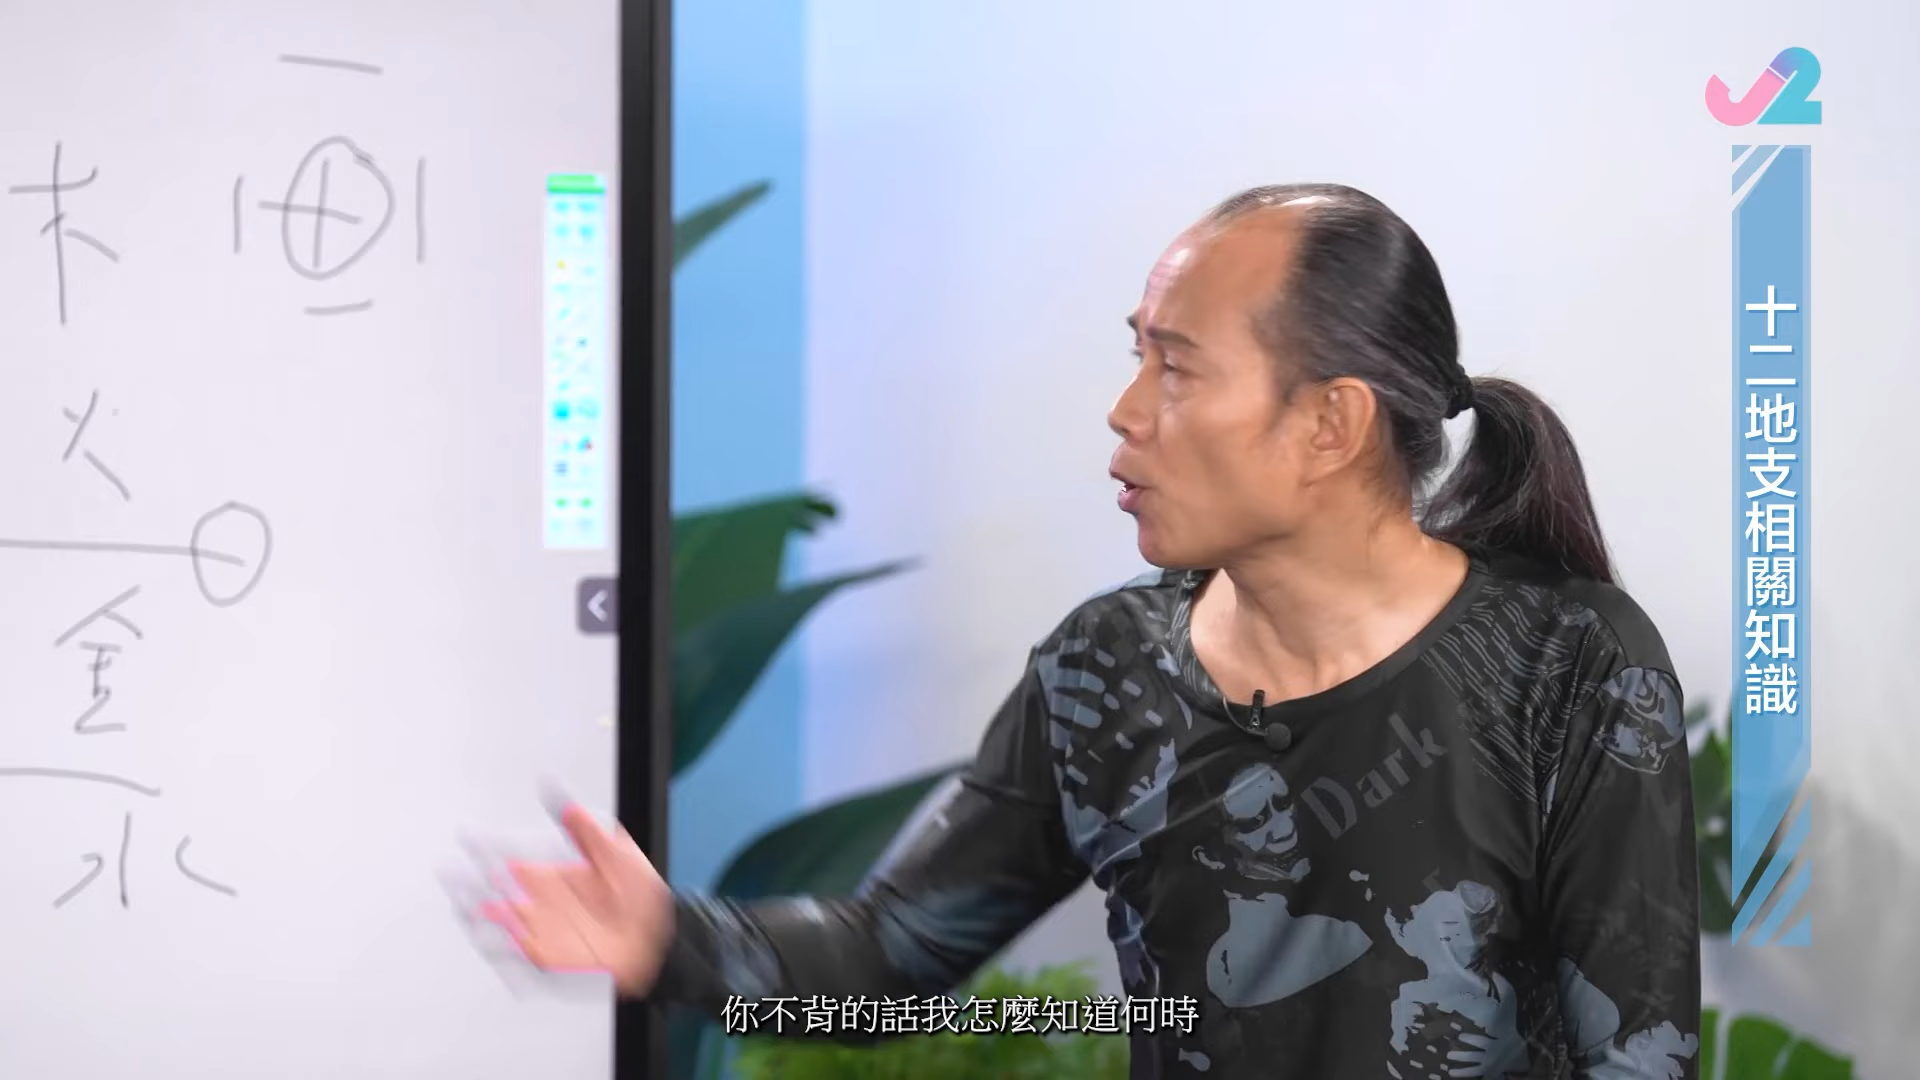 木
火
金
水
J2
十二地支相關知識
Dark
你不背的話我怎麼知道何時